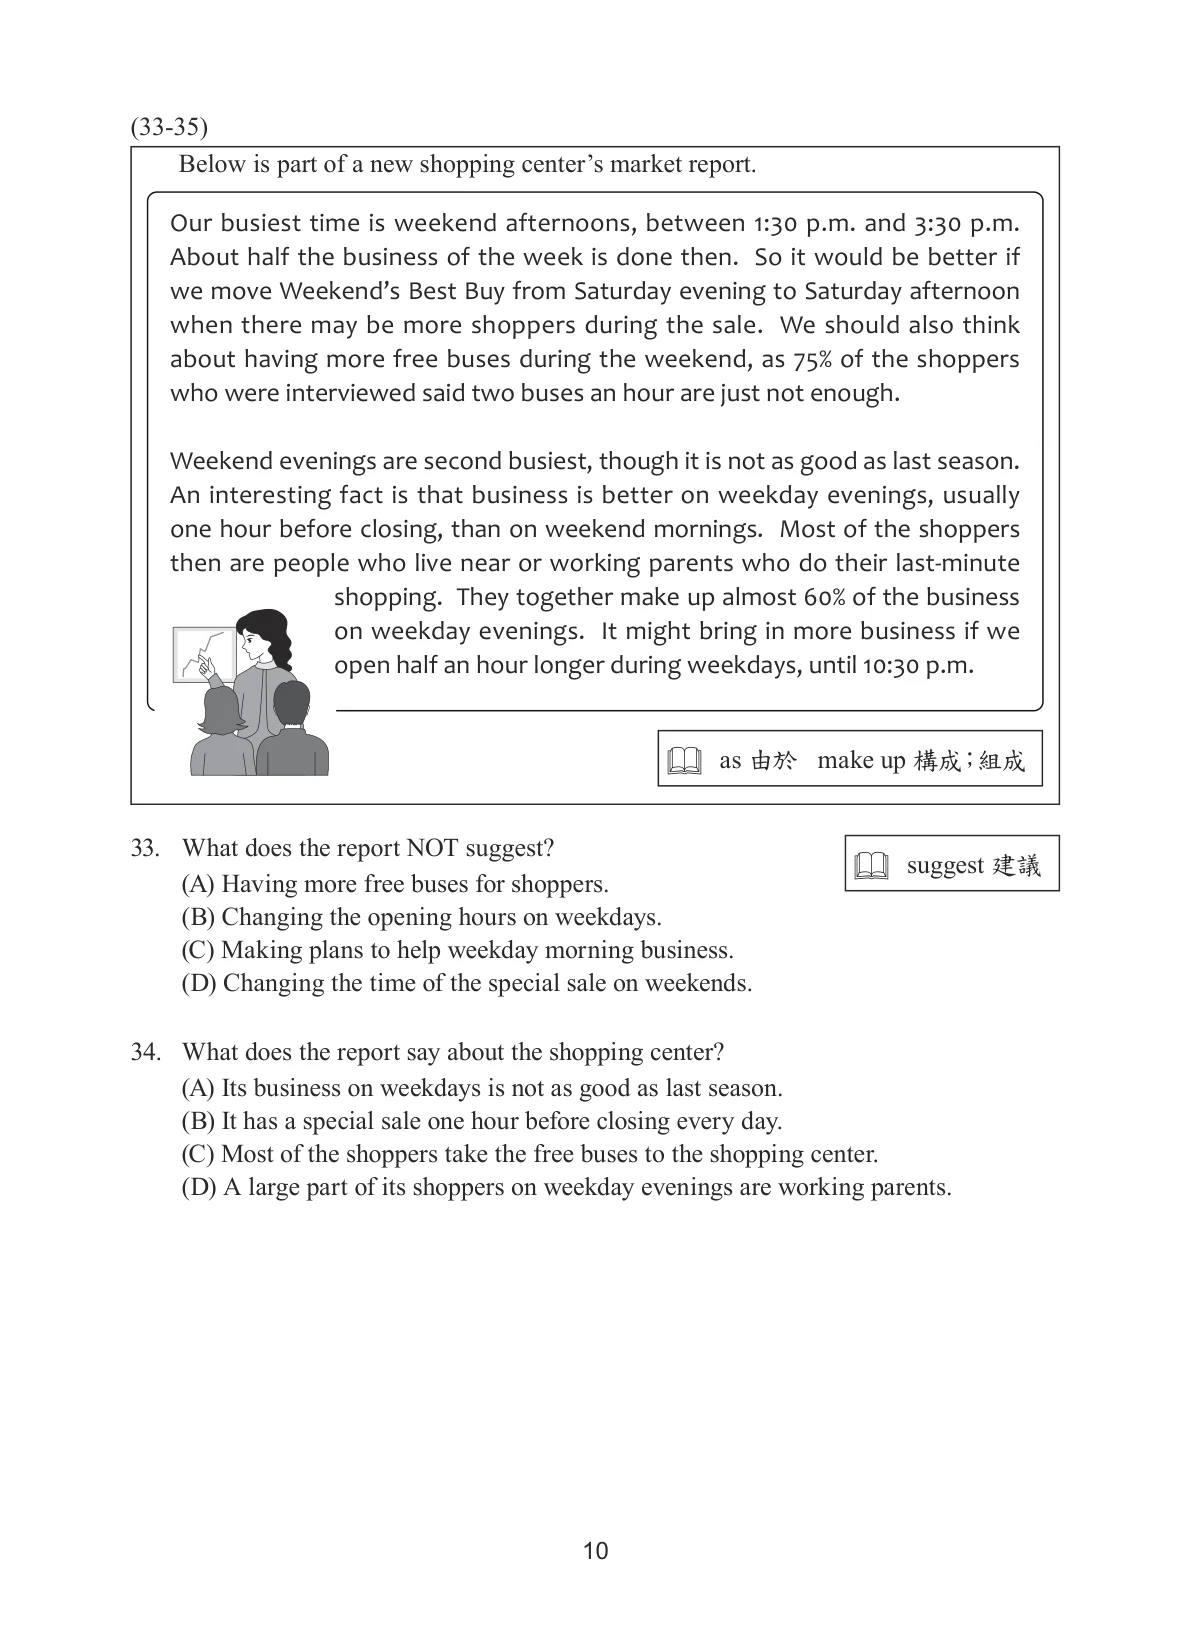 (33-35)
Below is part of a new shopping center’s market report.
Our busiest time is weekend afternoons, between 1:30 p.m. and 3:30 p.m.
About half the business of the week is done then. So it would be better if
we move Weekend’s Best Buy from Saturday evening to Saturday afternoon
when there may be more shoppers during the sale. We should also think
about having more free buses during the weekend, as 75% of the shoppers
who were interviewed said two buses an hour are just not enough.
Weekend evenings are second busiest, though it is not as good as last season.
An interesting fact is that business is better on weekday evenings, usually
one hour before closing, than on weekend mornings. Most of the shoppers
then are people who live near or working parents who do their last-minute
shopping. They together make up almost 60% of the business
on weekday evenings. It might bring in more business if we
open half an hour longer during weekdays, until 10:30 p.m.
as 由於 make up 構成；組成
33. What does the report NOT suggest?
suggest 建議
(A) Having more free buses for shoppers.
(B) Changing the opening hours on weekdays.
(C) Making plans to help weekday morning business.
(D) Changing the time of the special sale on weekends.
34. What does the report say about the shopping center?
(A) Its business on weekdays is not as good as last season.
(B) It has a special sale one hour before closing every day.
(C) Most of the shoppers take the free buses to the shopping center.
(D) A large part of its shoppers on weekday evenings are working parents.
10